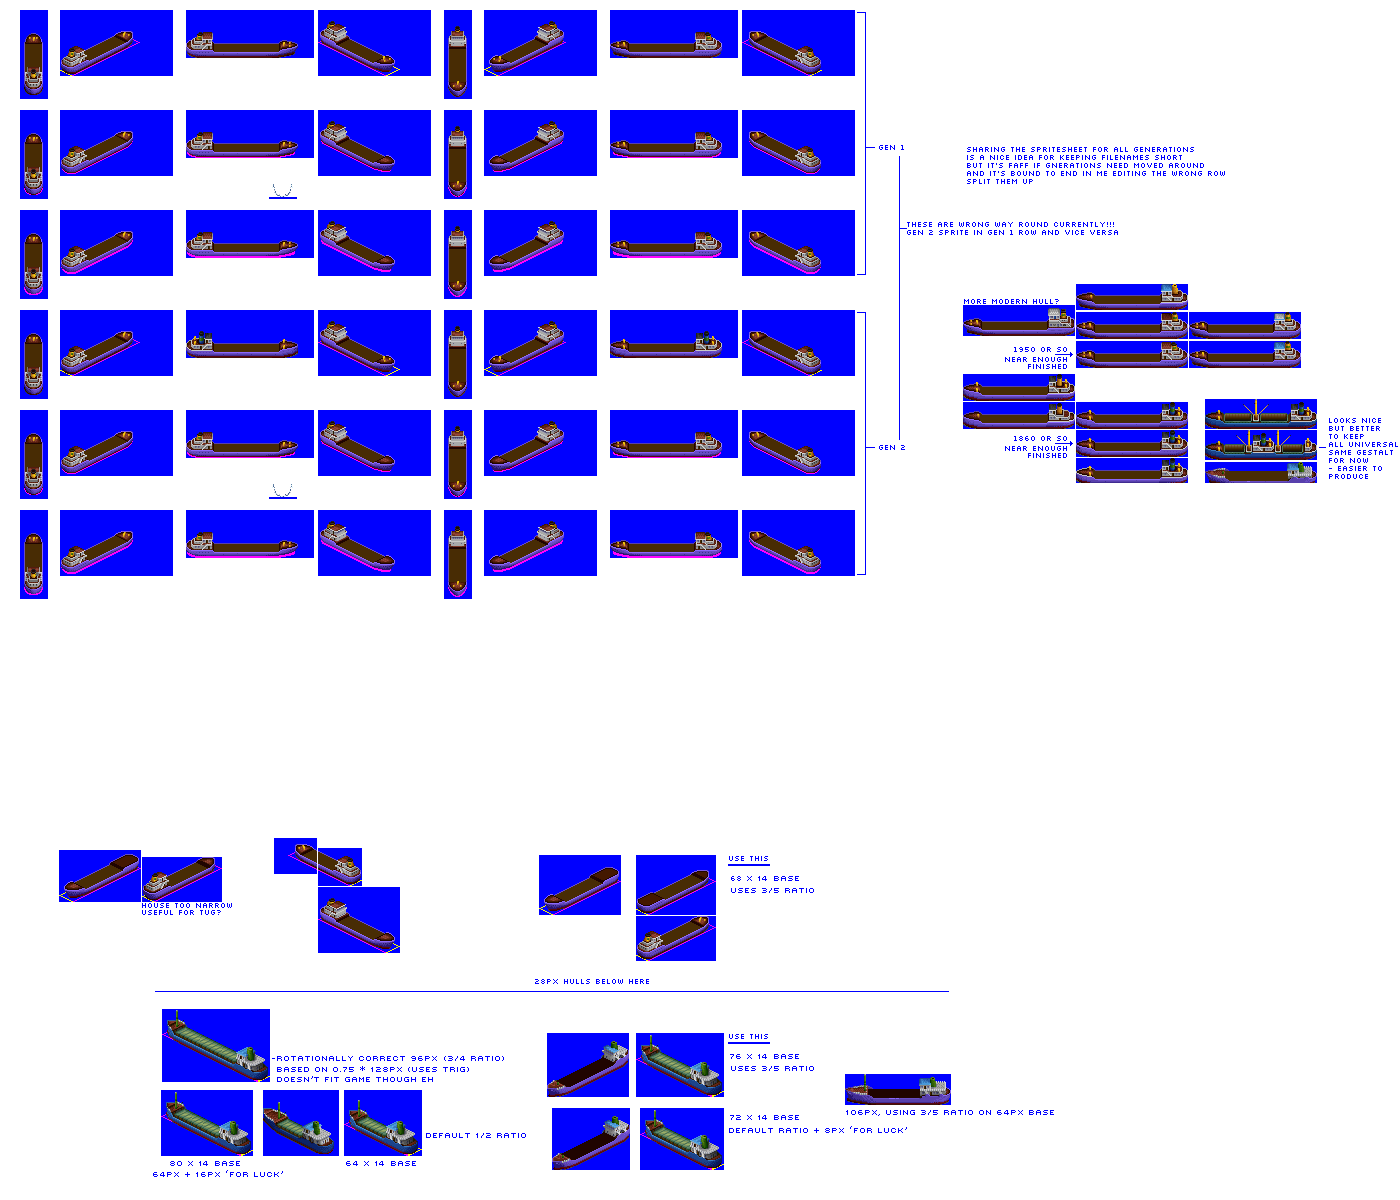 GEN 1
SHARING THE SPRITESHEET FOR ALL GENERATIONS
IS A NICE IDEA FOR KEEPING FILENAMES SHORT
BUT IT'S FAFF IF GNERATIONS NEED MOVED AROUND
AND IT'S BOUND TO END IN ME EDITING THE WRONG ROW
SPLIT THEM UP
THESE ARE WRONG WAY ROUND CURRENTLY!!!
GEN 2 SPRITE IN GEN 1 ROW AND VICE VERSA
MORE MODERN HULL?
1950 OR SO
NEAR ENOUGH
FINISHED
1860 OR SO
NEAR ENOUGH
FINISHED
LOOKS NICE
BUT BETTER
TO KEEP
ALL UNIVERSAL
SAME GESTALT
FOR NOW
- EASIER TO
PRODUCE
GEN 2
HOUSE TOO NARROW
USEFUL FOR TUG?
USE THIS
68 X 14 BASE
USES 3/5 RATIO
28PX HULLS BELOW HERE
-ROTATIONALLY CORRECT 96PX (3/4 RATIO)
BASED ON 0.75 * 128PX (USES TRIG)
DOESN'T FIT GAME THOUGH EH
USE THIS
76 X 14 BASE
USES 3/5 RATIO
106PX, USING 3/5 RATIO ON 64PX BASE
72 X 14 BASE
DEFAULT RATIO + 8PX 'FOR LUCK'
DEFAULT 1/2 RATIO
80 X 14 BASE
64PX + 16PX 'FOR LUCK'
64 X 14 BASE